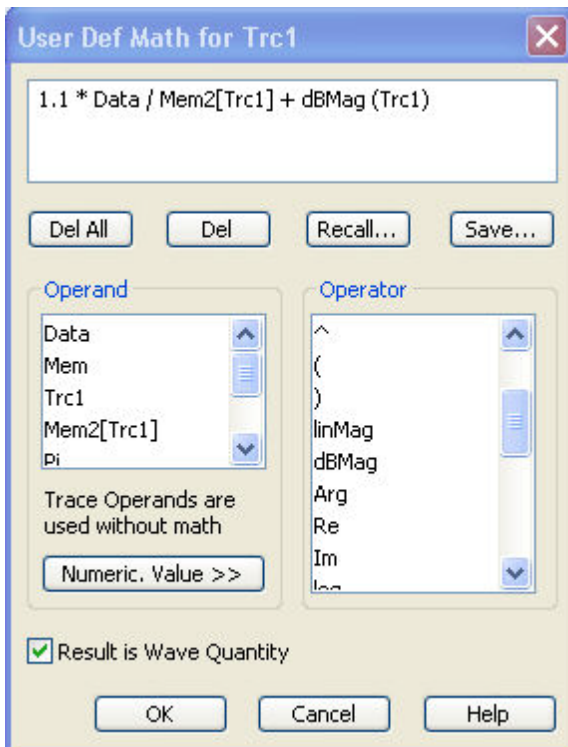 User Def Math for Trc1
1.1 * Data / Mem2[Trc1] + dBMag (Trc1)
Del All
Del
Recall...
Save...
Operand
Data
Mem
Trc1
Mem2[Trc1]
Pi
Trace Operands are
used without math
Numeric. Value >>
Operator
^
(
)
linMag
dBMag
Arg
Re
Im
log
Result is Wave Quantity
OK
Cancel
Help